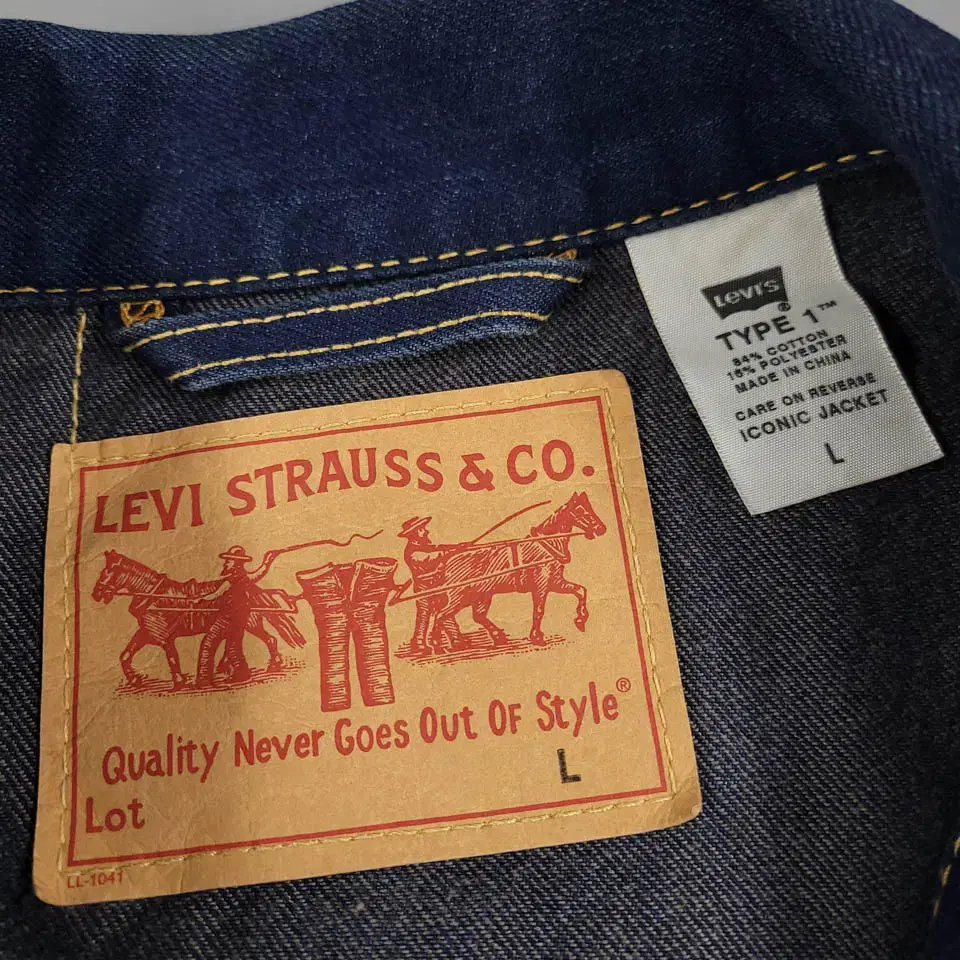 Levi's®
TYPE 1™
84% COTTON
16% POLYESTER
MADE IN CHINA
CARE ON REVERSE
ICONIC JACKET
L
LEVI STRAUSS & CO.
Quality Never Goes Out Of Style®
L
Lot
LL-1041